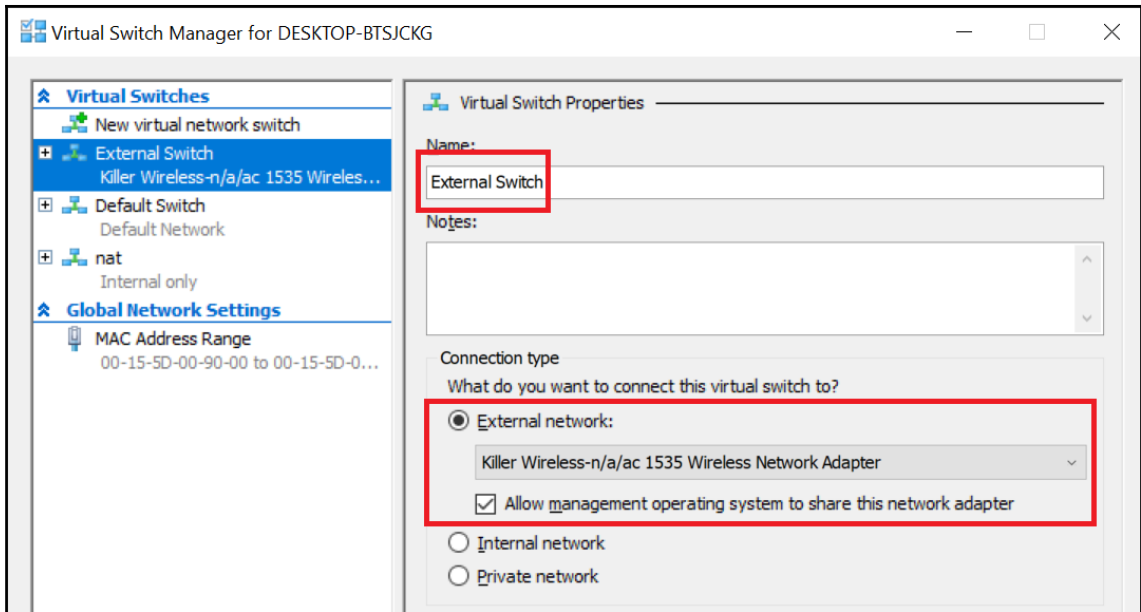 Virtual Switch Manager for DESKTOP-BTSJCKG
Virtual Switches
New virtual network switch
External Switch
Killer Wireless-n/a/ac 1535 Wireles...
Default Switch
Default Network
nat
Internal only
Global Network Settings
MAC Address Range
00-15-5D-00-90-00 to 00-15-5D-0...
Virtual Switch Properties
Name:
External Switch
Notes:
Connection type
What do you want to connect this virtual switch to?
External network:
Killer Wireless-n/a/ac 1535 Wireless Network Adapter
Allow management operating system to share this network adapter
Internal network
Private network